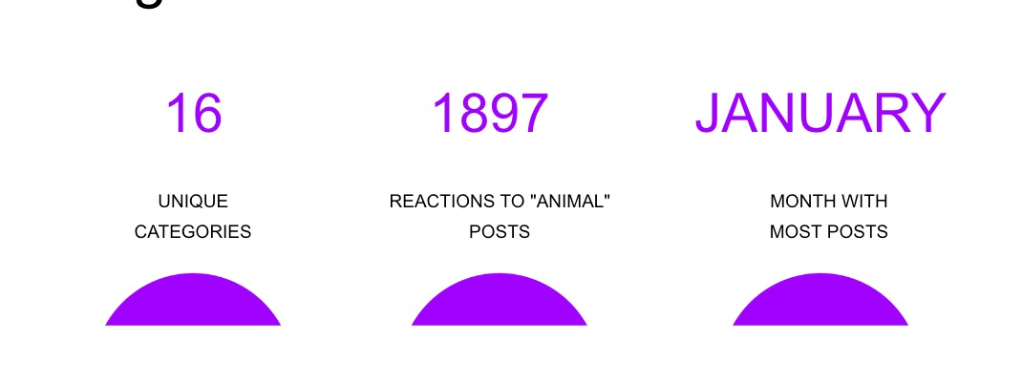 16
1897
JANUARY
UNIQUE
CATEGORIES
REACTIONS TO "ANIMAL"
POSTS
MONTH WITH
MOST POSTS